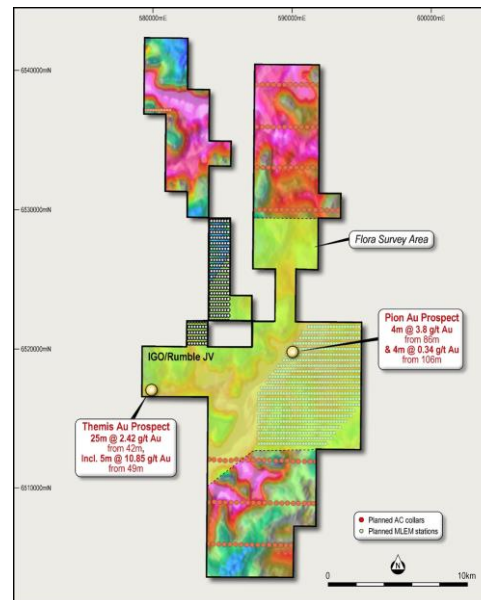 580000mE
590000mE
600000mE
6540000mN
6530000mN
Flora Survey Area
Pion Au Prospect
4m @ 3.8 g/t Au
from 86m
& 4m @ 0.34 g/t Au
from 106m
6520000mN
IGO/Rumble JV
Themis Au Prospect
25m @ 2.42 g/t Au
from 42m,
Incl. 5m @ 10.85 g/t Au
from 49m
6510000mN
Planned AC collars
Planned MLEM stations
N
0
10km